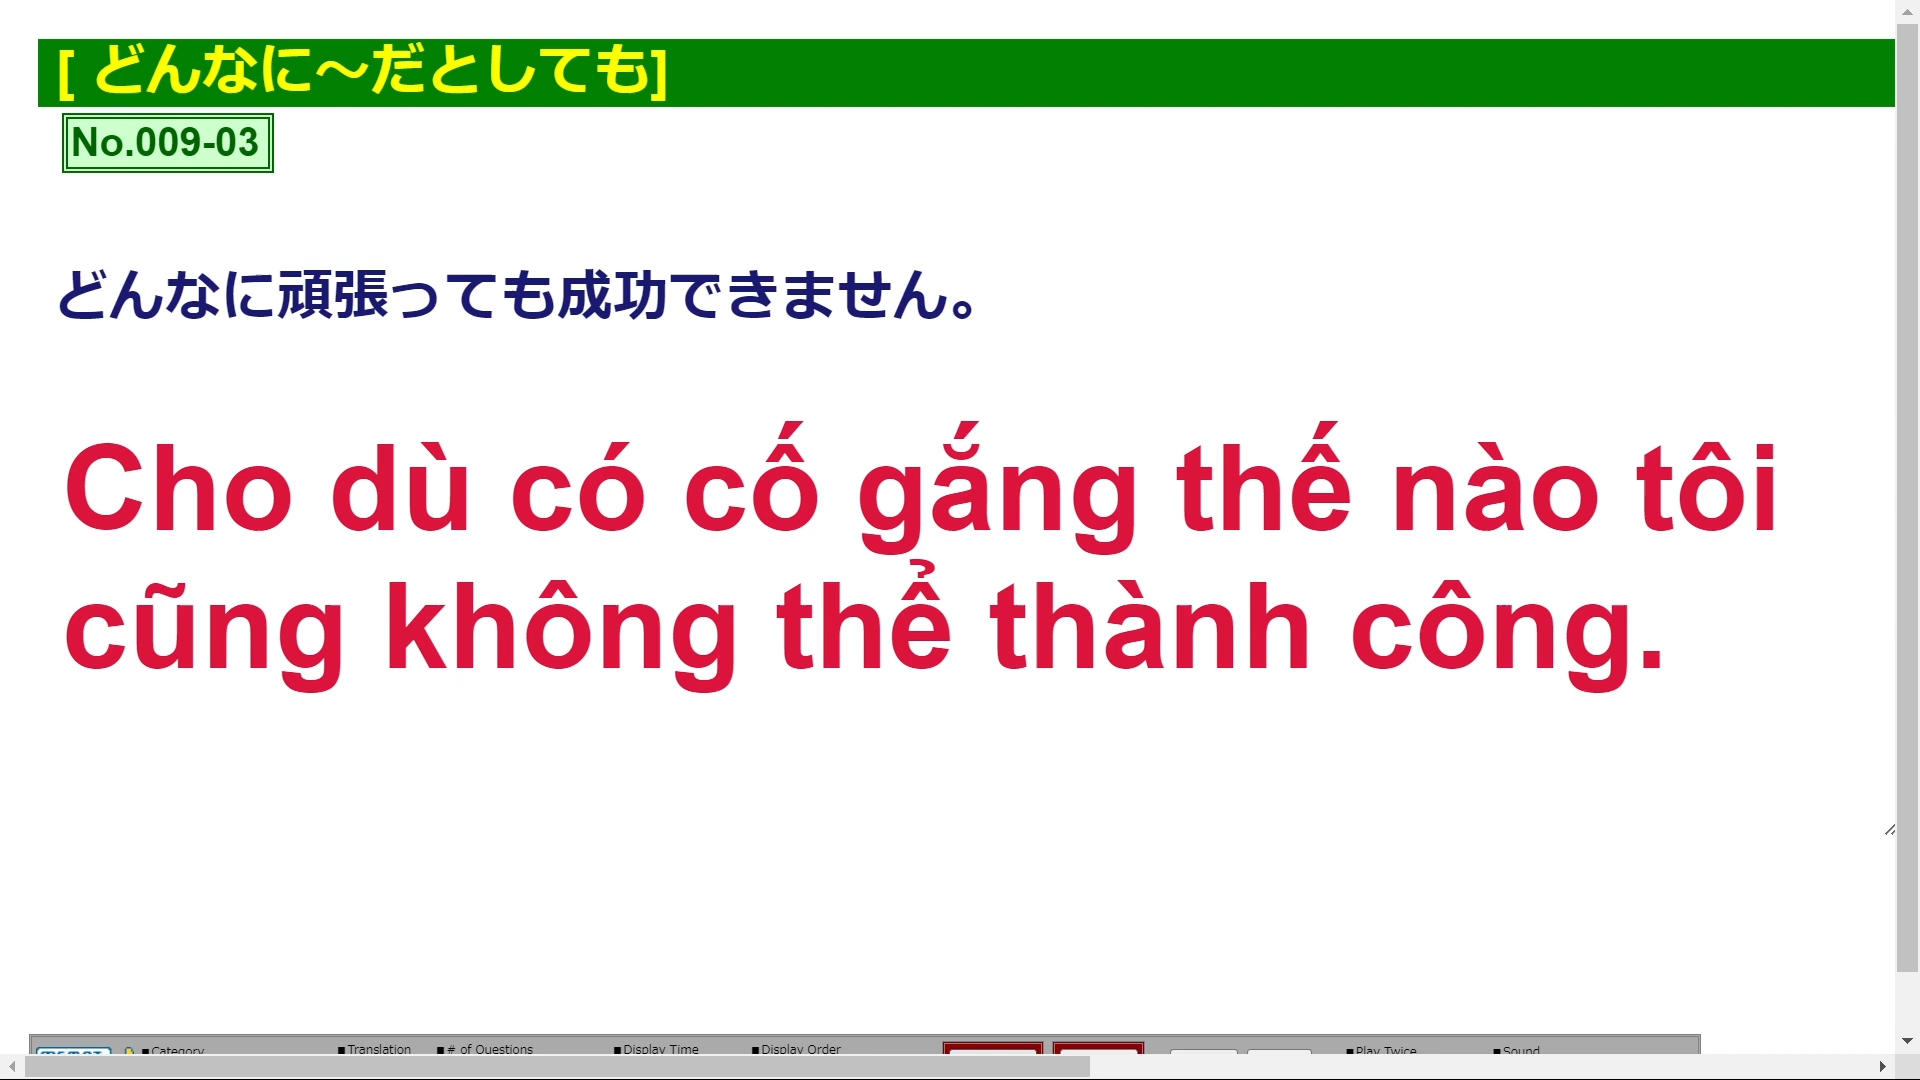 [ どんなに～だとしても]
No.009-03
どんなに頑張っても成功できません。
Cho dù có cố gắng thế nào tôi
cũng không thể thành công.
■Category ■Translation ■# of Questions ■Display Time ■Display Order ■Play Twice ■Sound